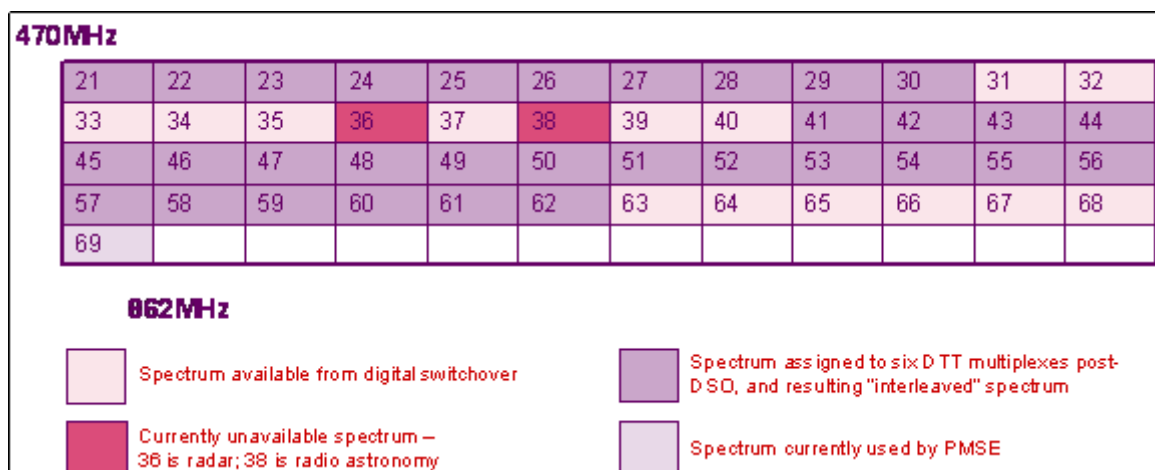 470MHz
21 22 23 24 25 26 27 28 29 30 31 32
33 34 35 36 37 38 39 40 41 42 43 44
45 46 47 48 49 50 51 52 53 54 55 56
57 58 59 60 61 62 63 64 65 66 67 68
69
862MHz
Spectrum available from digital switchover
Spectrum assigned to six DTT multiplexes post-
DSO, and resulting "interleaved" spectrum
Currently unavailable spectrum –
36 is radar; 38 is radio astronomy
Spectrum currently used by PMSE